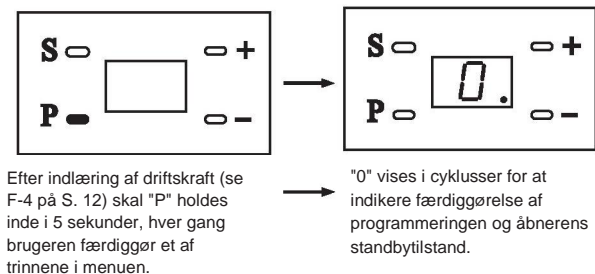 S +
P −
S 0. +
P −
Efter indlæring af driftskraft (se
F-4 på S. 12) skal "P" holdes
inde i 5 sekunder, hver gang
brugeren færdiggør et af
trinnene i menuen.
"0" vises i cyklusser for at
indikere færdiggørelse af
programmeringen og åbnerens
standbytilstand.